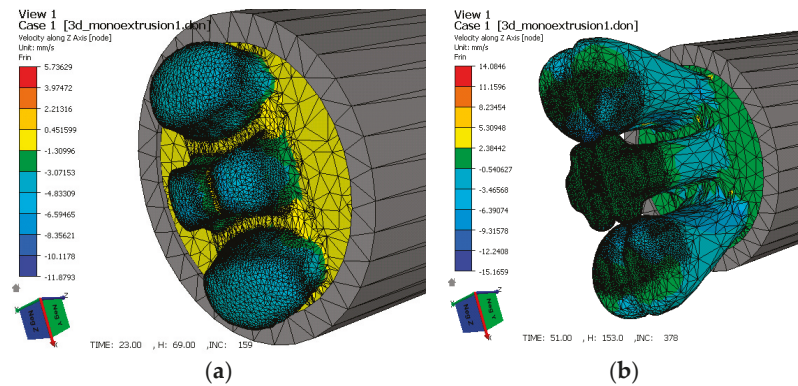 View 1
Case 1 [3d_monoextrusion1.don]
Velocity along Z Axis [node]
Unit: mm/s
Frin
5.73629
3.97472
2.21316
0.451599
-1.30996
-3.07153
-4.83309
-6.59465
-8.35621
-10.1178
-11.8793
TIME: 23.00 , H: 69.00 ,INC: 159
(a)
View 1
Case 1 [3d_monoextrusion1.don]
Velocity along Z Axis [node]
Unit: mm/s
Frin
14.0846
11.1596
8.23454
5.30948
2.38442
-0.540627
-3.46568
-6.39074
-9.31578
-12.2408
-15.1659
TIME: 51.00 , H: 153.0 ,INC: 378
(b)